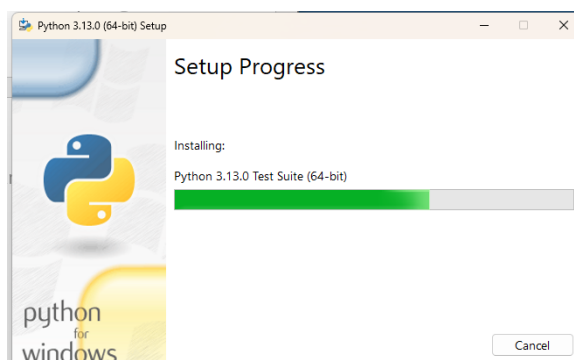 Python 3.13.0 (64-bit) Setup
Setup Progress
Installing:
Python 3.13.0 Test Suite (64-bit)
python
for
windows
Cancel